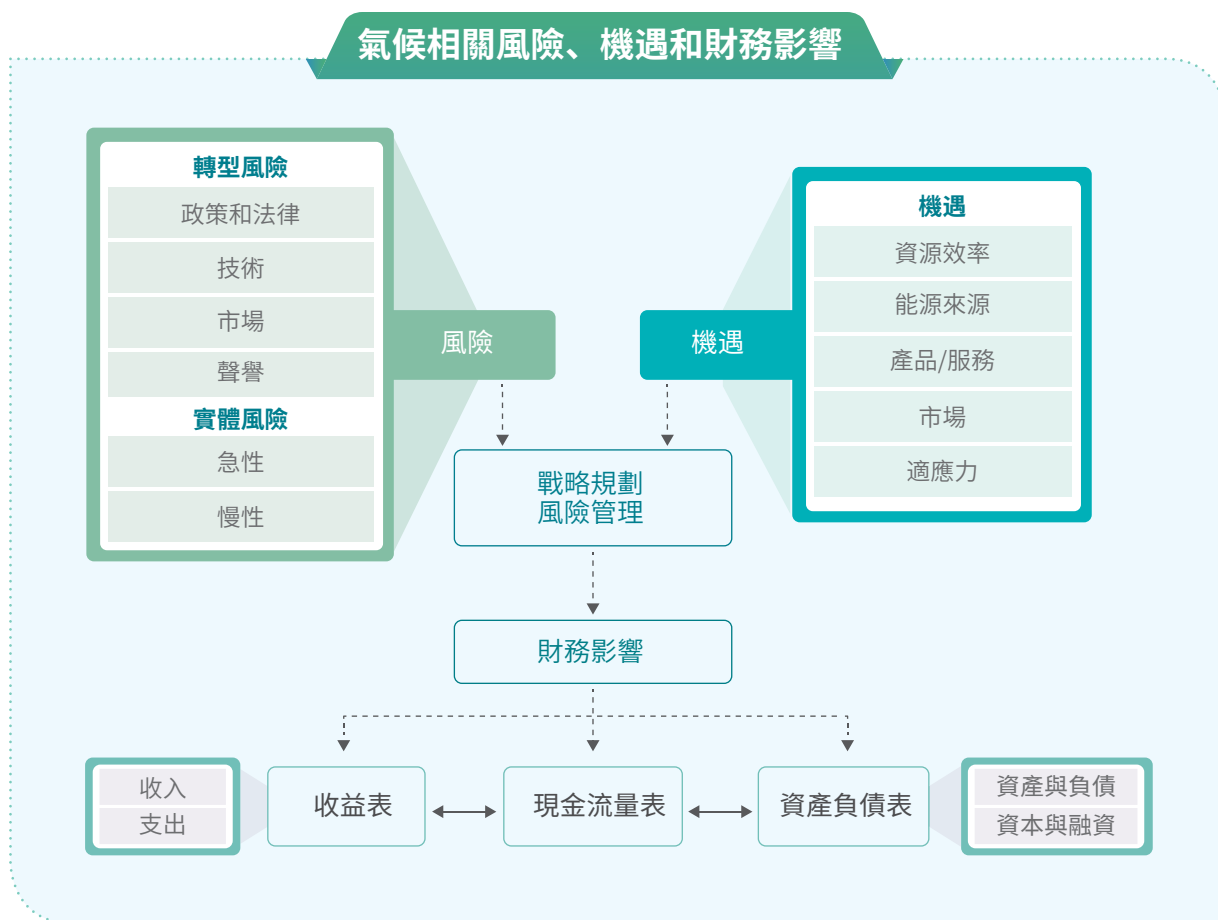 氣候相關風險、機遇和財務影響
轉型風險
政策和法律
技術
市場
聲譽
實體風險
急性
慢性
風險
機遇
機遇
資源效率
能源來源
產品/服務
市場
適應力
戰略規劃
風險管理
財務影響
收入
支出
收益表
現金流量表
資產負債表
資產與負債
資本與融資